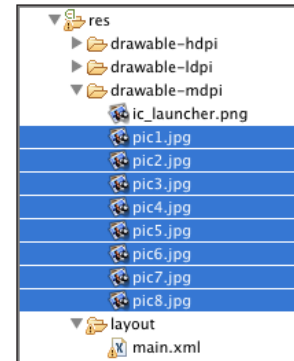 res
drawable-hdpi
drawable-ldpi
drawable-mdpi
ic_launcher.png
pic1.jpg
pic2.jpg
pic3.jpg
pic4.jpg
pic5.jpg
pic6.jpg
pic7.jpg
pic8.jpg
layout
main.xml